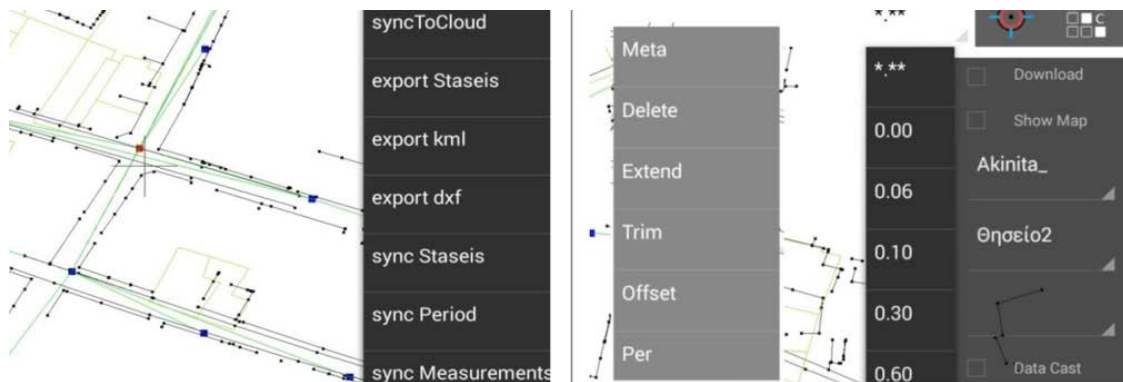 syncToCloud
export Staseis
export kml
export dxf
sync Staseis
sync Period
sync Measurements
Meta
Delete
Extend
Trim
Offset
Per
*.**
*.**
0.00
0.06
0.10
0.30
0.60
C
Download
Show Map
Akinita_
Θησείο2
Data Cast